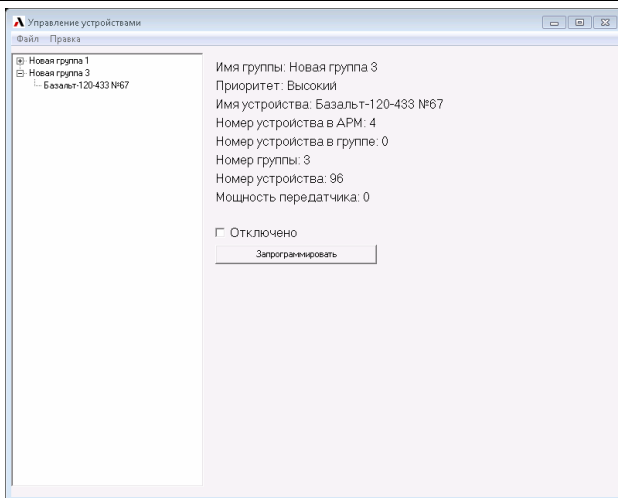 Управление устройствами
Файл Правка
Новая группа 1
Новая группа 3
Базальт-120-433 №67
Имя группы: Новая группа 3
Приоритет: Высокий
Имя устройства: Базальт-120-433 №67
Номер устройства в АРМ: 4
Номер устройства в группе: 0
Номер группы: 3
Номер устройства: 96
Мощность передатчика: 0
Отключено
Запрограммировать